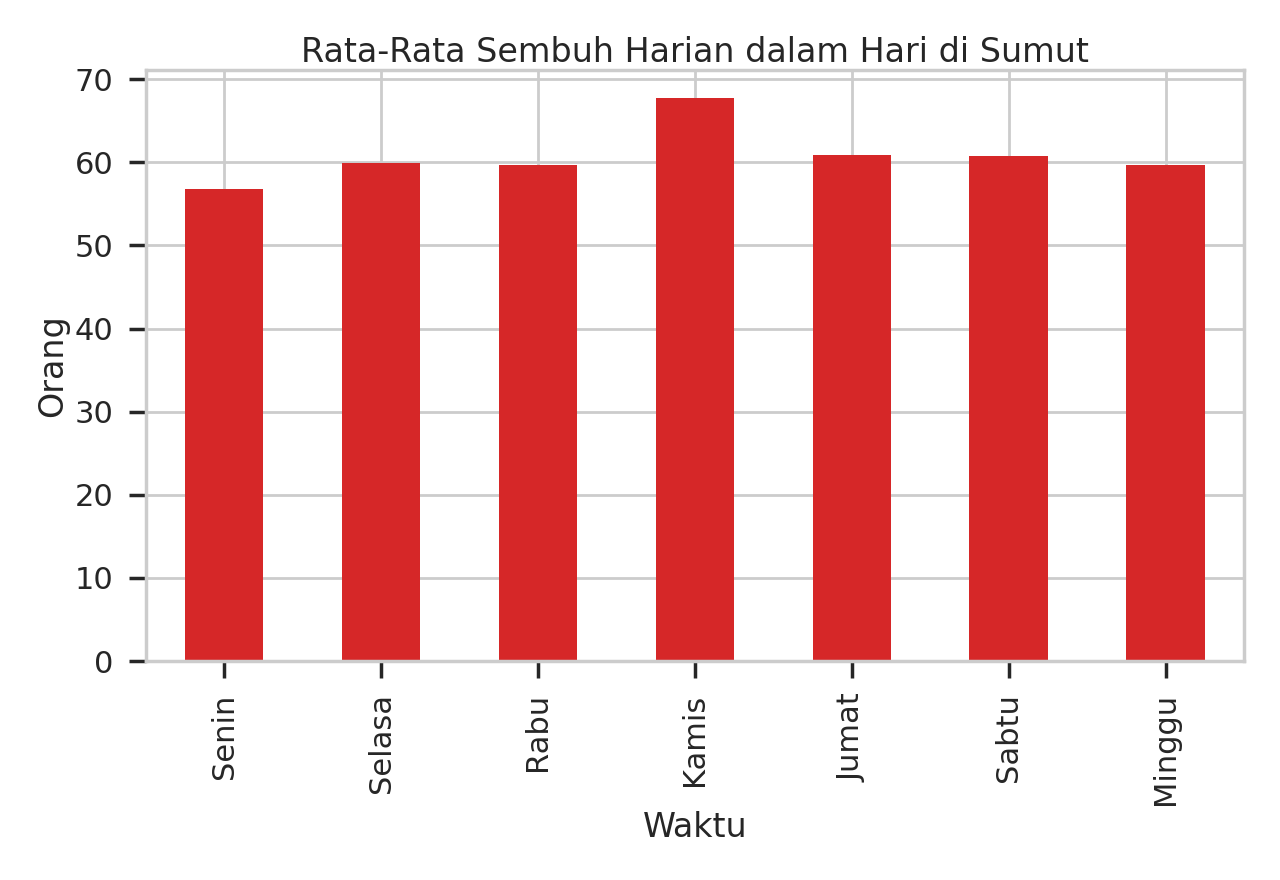 Rata-Rata Sembuh Harian dalam Hari di Sumut
70
60
50
40
30
20
10
0
Orang
Senin
Selasa
Rabu
Kamis
Jumat
Sabtu
Minggu
Waktu